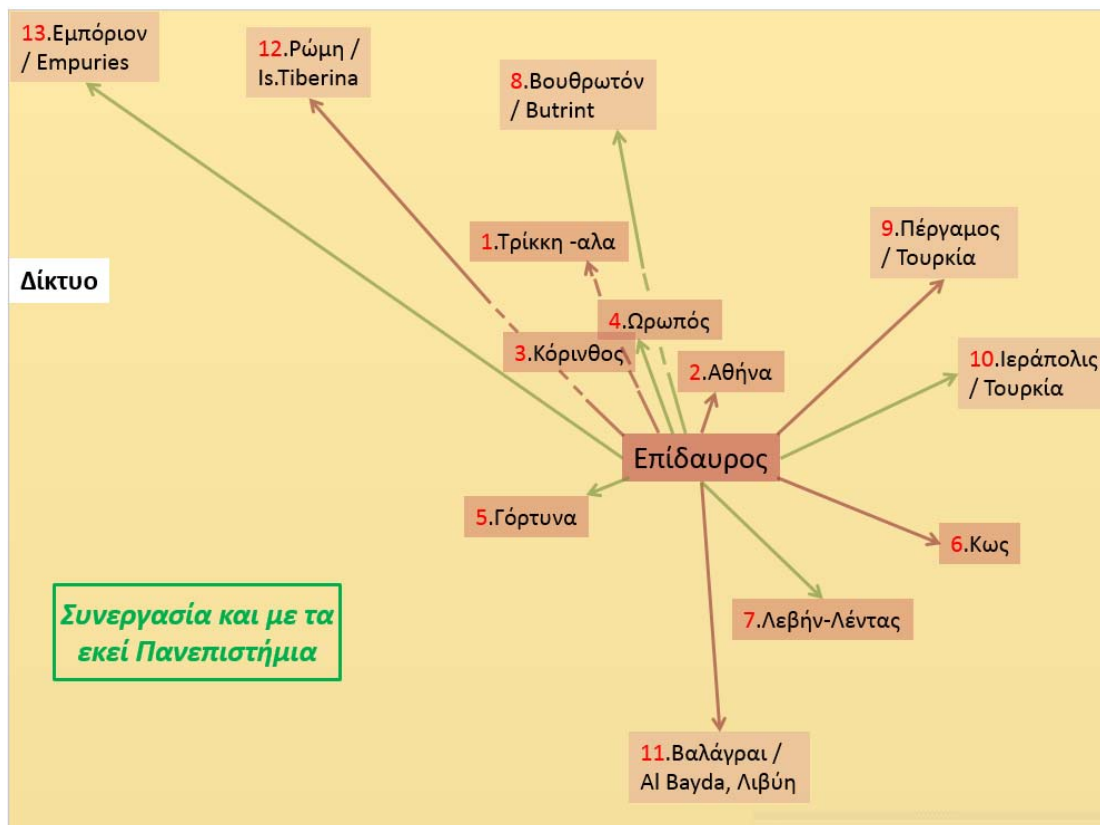 13.Εμπόριον
/ Empuries
12.Ρώμη /
Is.Tiberina
8.Βουθρωτόν
/ Butrint
1.Τρίκκη -αλα
9.Πέργαμος
/ Τουρκία
Δίκτυο
4.Ωρωπός
3.Κόρινθος
2.Αθήνα
10.Ιεράπολις
/ Τουρκία
Επίδαυρος
5.Γόρτυνα
6.Κως
7.Λεβήν-Λέντας
Συνεργασία και με τα
εκεί Πανεπιστήμια
11.Βαλάγραι /
Al Bayda, Λιβύη